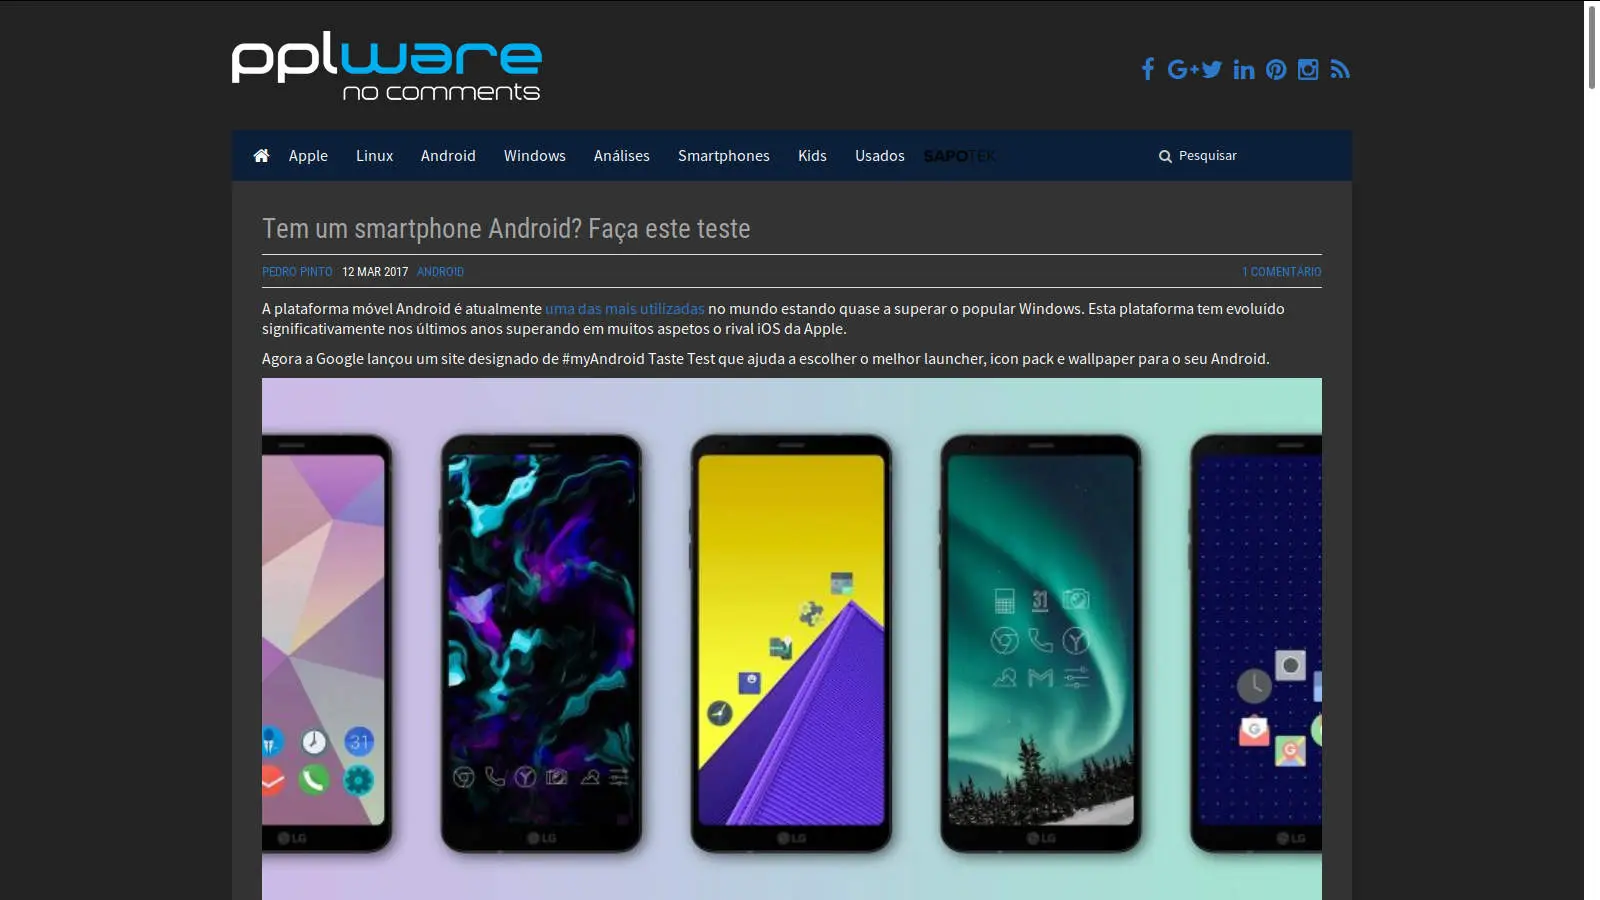 pplware
no comments
Apple Linux Android Windows Análises Smartphones Kids Usados SAPOTEK Pesquisar
Tem um smartphone Android? Faça este teste
PEDRO PINTO 12 MAR 2017 ANDROID 1 COMENTÁRIO
A plataforma móvel Android é atualmente uma das mais utilizadas no mundo estando quase a superar o popular Windows. Esta plataforma tem evoluído
significativamente nos últimos anos superando em muitos aspetos o rival iOS da Apple.
Agora a Google lançou um site designado de #myAndroid Taste Test que ajuda a escolher o melhor launcher, icon pack e wallpaper para o seu Android.
31
31
LG LG LG LG LG